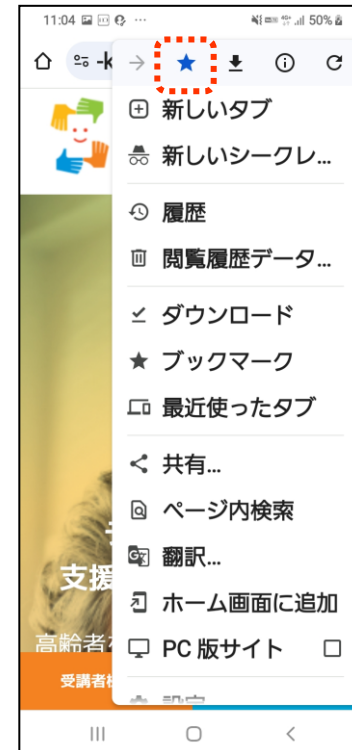 11:04
50%
-k
新しいタブ
新しいシークレ...
履歴
閲覧履歴データ...
ダウンロード
ブックマーク
最近使ったタブ
共有...
ページ内検索
翻訳...
ホーム画面に追加
PC 版サイト
設定
支援
高齢者
受講者